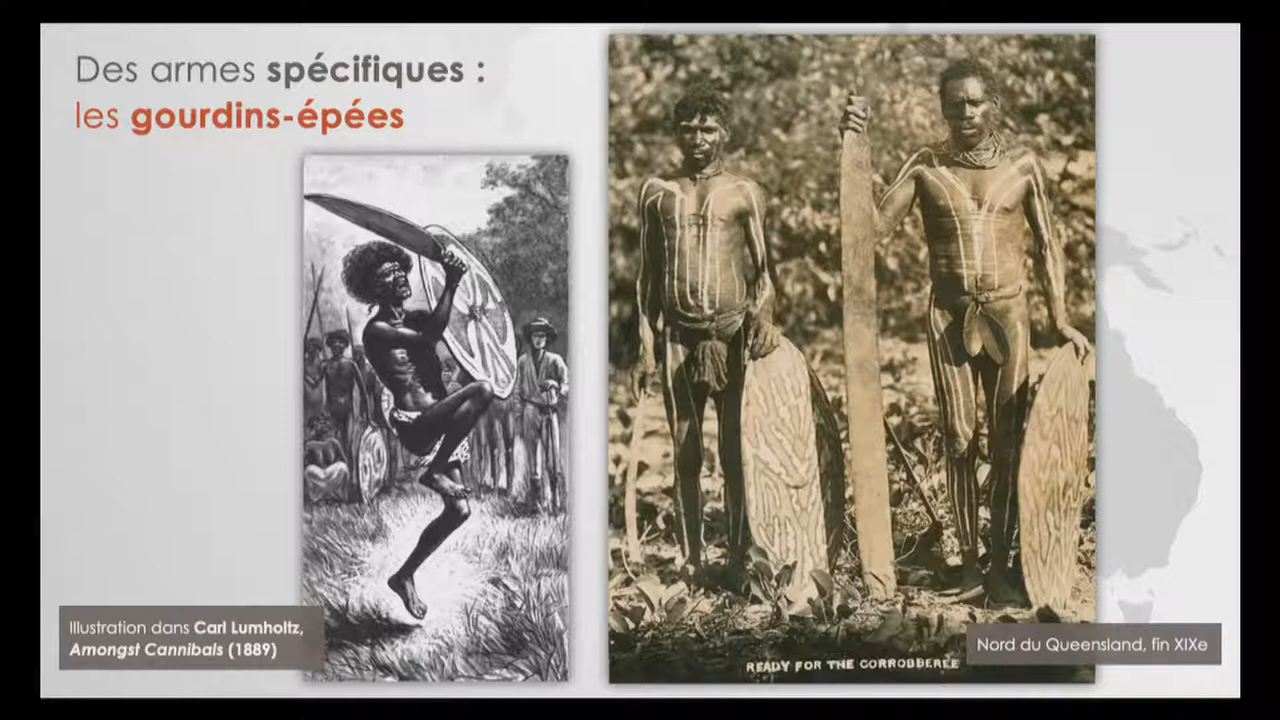 Des armes spécifiques :
les gourdins-épées
Illustration dans Carl Lumholtz,
Amongst Cannibals (1889)
READY FOR THE CORROBBEREE
Nord du Queensland, fin XIXe